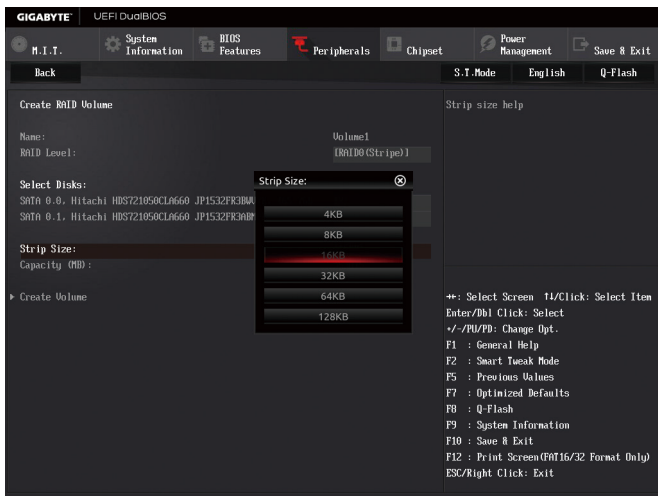 GIGABYTE™ UEFI DualBIOS
M.I.T. System Information BIOS Features Peripherals Chipset Power Management Save & Exit
Back S.T.Mode English Q-Flash
Create RAID Volume
Strip size help
Name: Volume1
RAID Level: [RAID0(Stripe)]
Select Disks:
SATA 0.0, Hitachi HDS721050CLA660
SATA 0.1, Hitachi HDS721050CLA660
Strip Size:
Capacity (MB):
▶ Create Volume
Strip Size:
4KB
8KB
16KB
32KB
64KB
128KB
→←: Select Screen ↑↓/Click: Select Item
Enter/Dbl Click: Select
+/-/PU/PD: Change Opt.
F1 : General Help
F2 : Smart Tweak Mode
F5 : Previous Values
F7 : Optimized Defaults
F8 : Q-Flash
F9 : System Information
F10 : Save & Exit
F12 : Print Screen(FAT16/32 Format Only)
ESC/Right Click: Exit